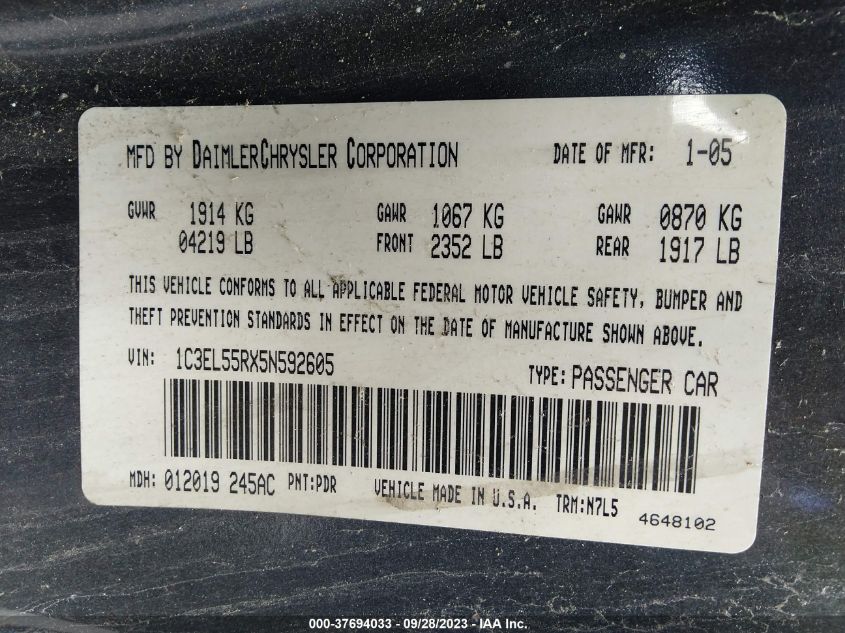 MFD BY DAIMLERCHRYSLER CORPORATION DATE OF MFR: 1-05
GVWR 1914 KG GAWR 1067 KG GAWR 0870 KG
04219 LB FRONT 2352 LB REAR 1917 LB
THIS VEHICLE CONFORMS TO ALL APPLICABLE FEDERAL MOTOR VEHICLE SAFETY, BUMPER AND
THEFT PREVENTION STANDARDS IN EFFECT ON THE DATE OF MANUFACTURE SHOWN ABOVE.
VIN: 1C3EL55RX5N592605 TYPE: PASSENGER CAR
MDH: 012019 245AC PNT:PDR VEHICLE MADE IN U.S.A. TRM:N7L5
4648102
000-37694033 - 09/28/2023 - IAA Inc.